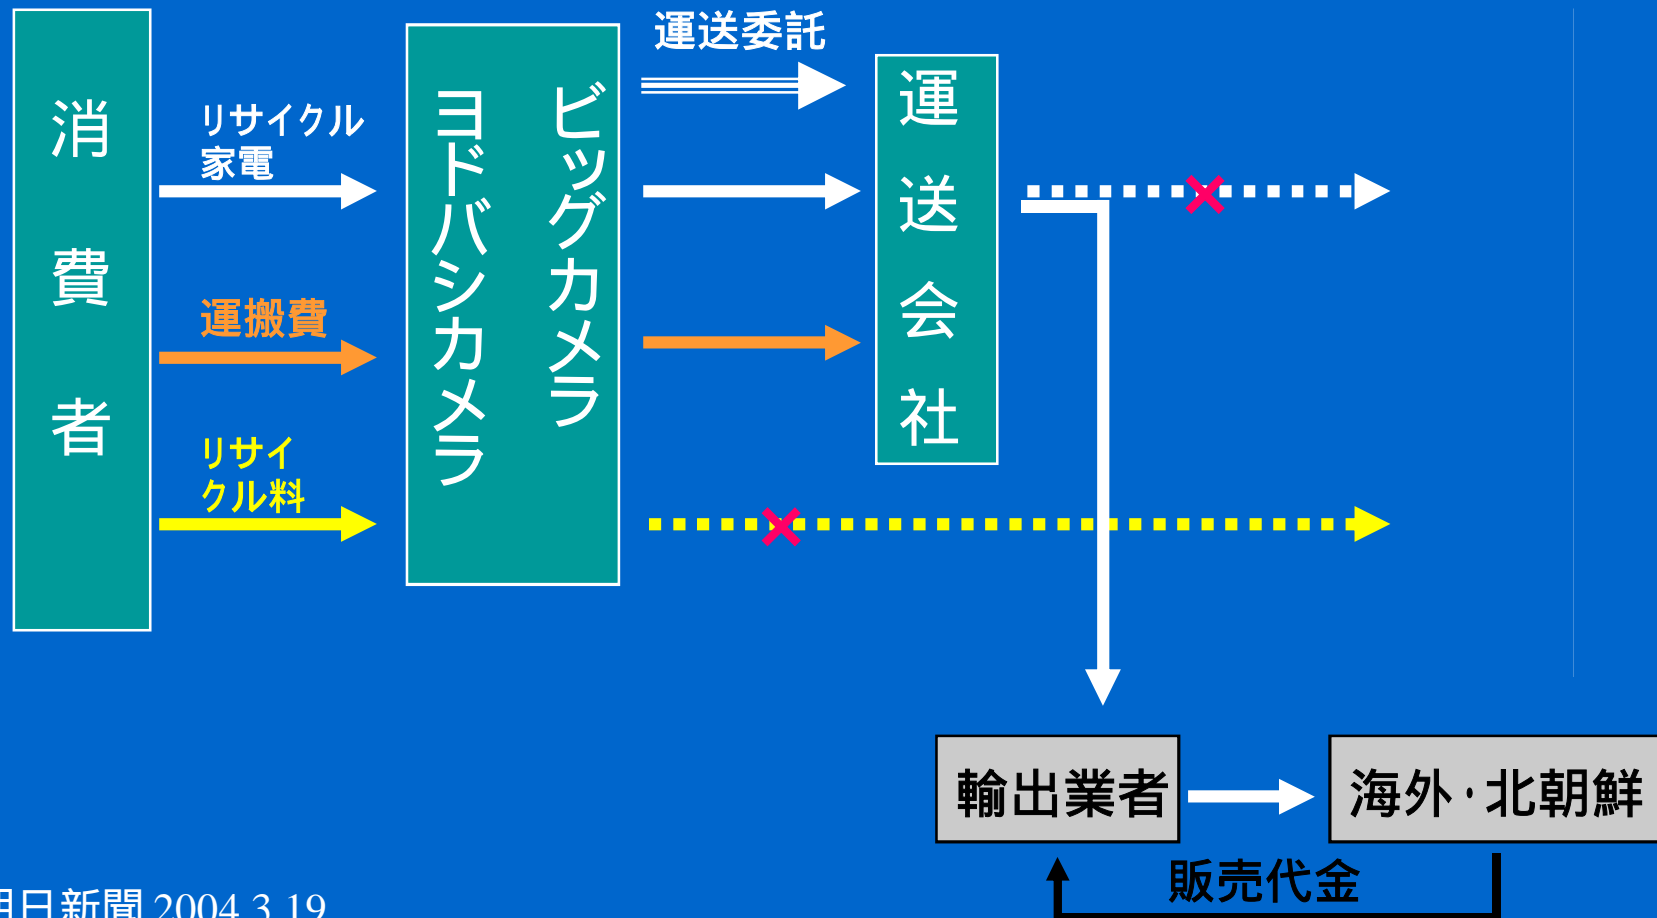 消費者
リサイクル
家電
運搬費
リサイ
クル料
ビッグカメラ
ヨドバシカメラ
運送委託
運送会社
輸出業者
海外・北朝鮮
販売代金
日新聞 2004.3.19